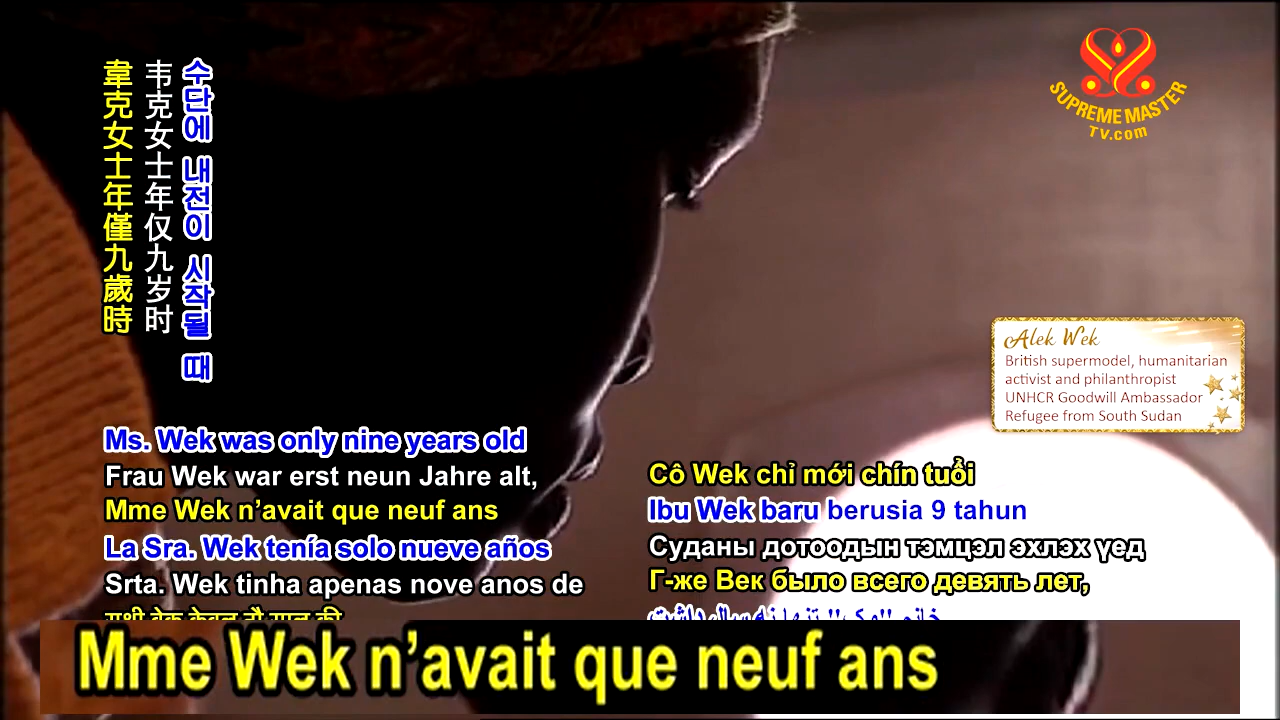 韋克女士年僅九歲時
韦克女士年仅九岁时
수단에 내전이 시작될 때
SUPREME MASTER
TV.com
Alek Wek
British supermodel, humanitarian
activist and philanthropist
UNHCR Goodwill Ambassador
Refugee from South Sudan
Ms. Wek was only nine years old
Frau Wek war erst neun Jahre alt,
Mme Wek n’avait que neuf ans
La Sra. Wek tenía solo nueve años
Srta. Wek tinha apenas nove anos de
Cô Wek chỉ mới chín tuổi
Ibu Wek baru berusia 9 tahun
Суданы дотоодын тэмцэл эхлэх үед
Г-же Век было всего девять лет,
Mme Wek n’avait que neuf ans